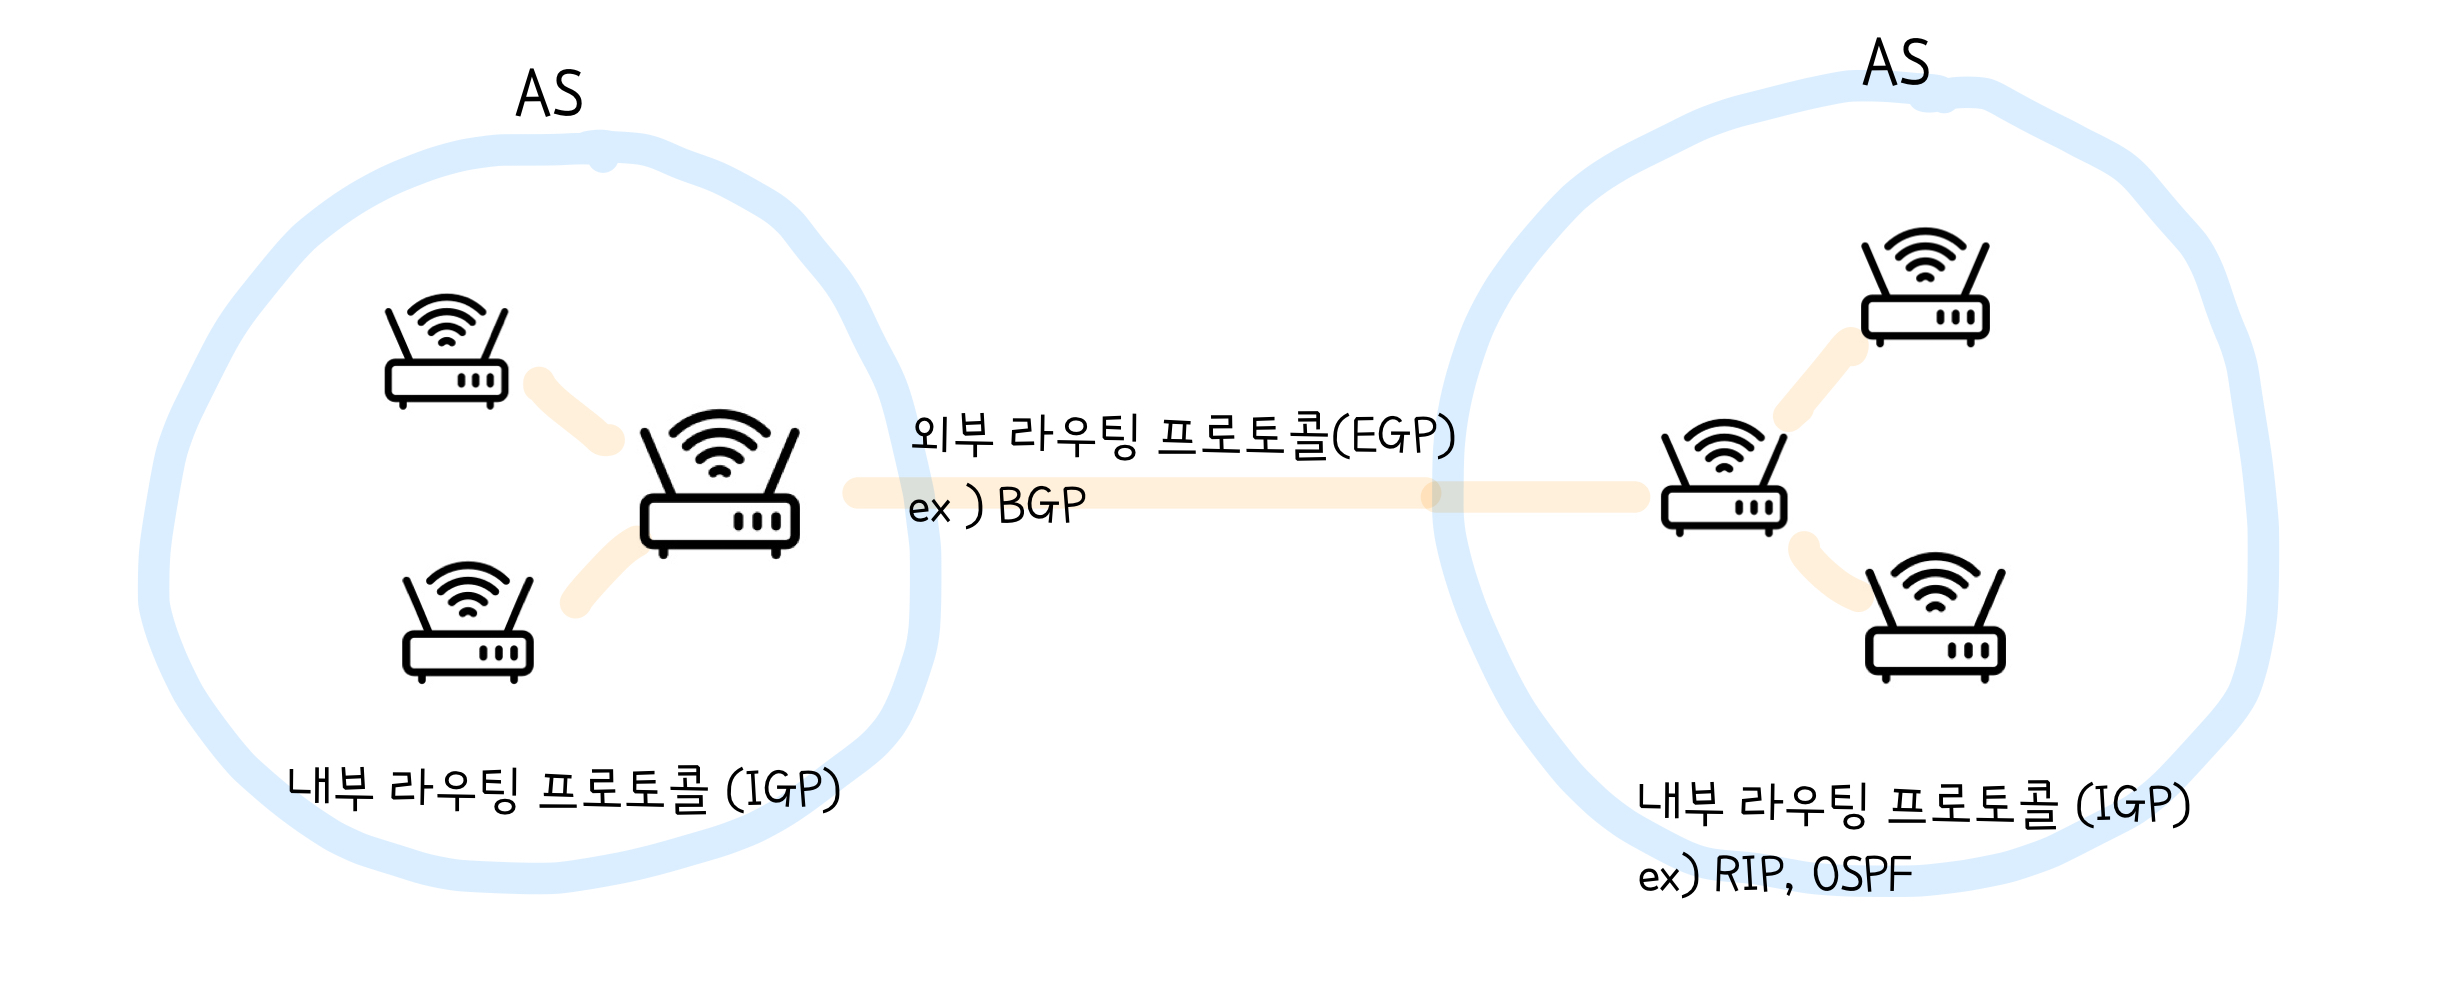 AS
AS
외부 라우팅 프로토콜(EGP)
ex ) BGP
내부 라우팅 프로토콜 (IGP)
내부 라우팅 프로토콜 (IGP)
ex) RIP, OSPF